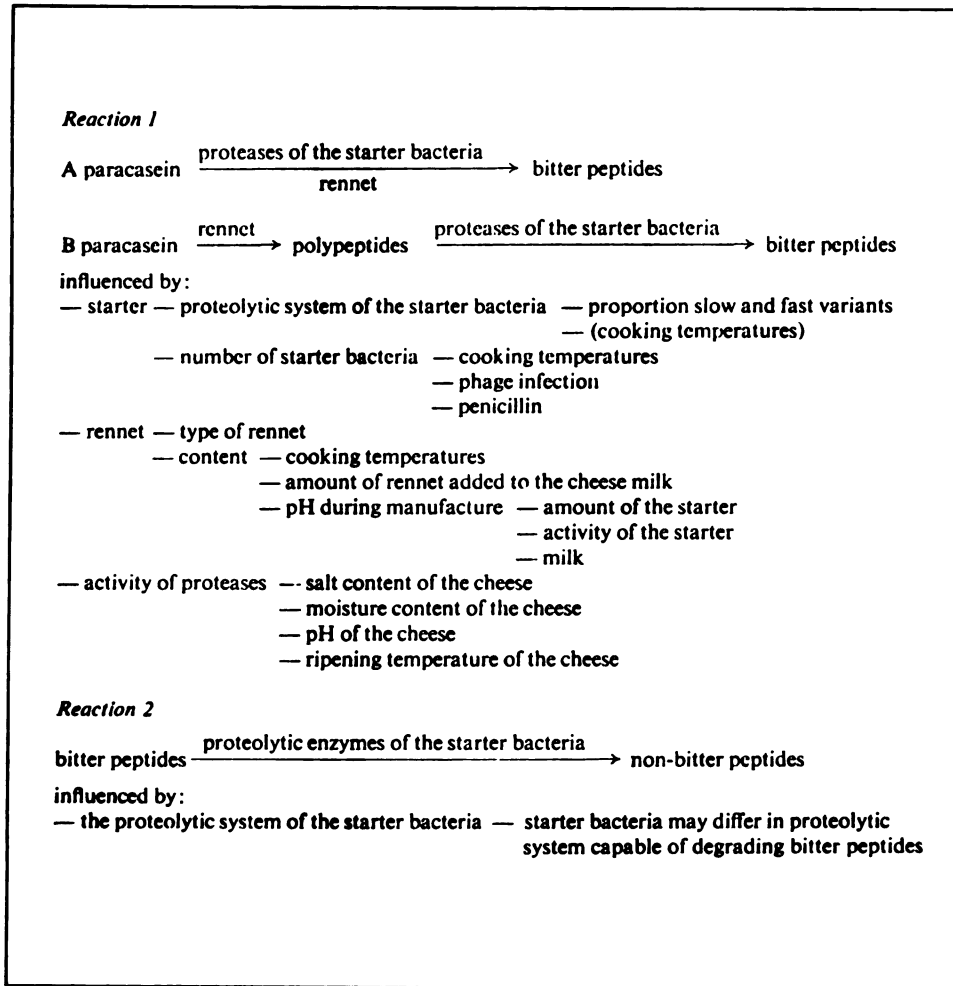 Reaction 1
proteases of the starter bacteria
A paracasein ⟶ bitter peptides
rennet
B paracasein rennet ⟶ polypeptides proteases of the starter bacteria ⟶ bitter peptides
influenced by:
— starter — proteolytic system of the starter bacteria — proportion slow and fast variants
— (cooking temperatures)
— number of starter bacteria — cooking temperatures
— phage infection
— penicillin
— rennet — type of rennet
— content — cooking temperatures
— amount of rennet added to the cheese milk
— pH during manufacture — amount of the starter
— activity of the starter
— milk
— activity of proteases — salt content of the cheese
— moisture content of the cheese
— pH of the cheese
— ripening temperature of the cheese
Reaction 2
proteolytic enzymes of the starter bacteria
bitter peptides ⟶ non-bitter peptides
influenced by:
— the proteolytic system of the starter bacteria — starter bacteria may differ in proteolytic
system capable of degrading bitter peptides